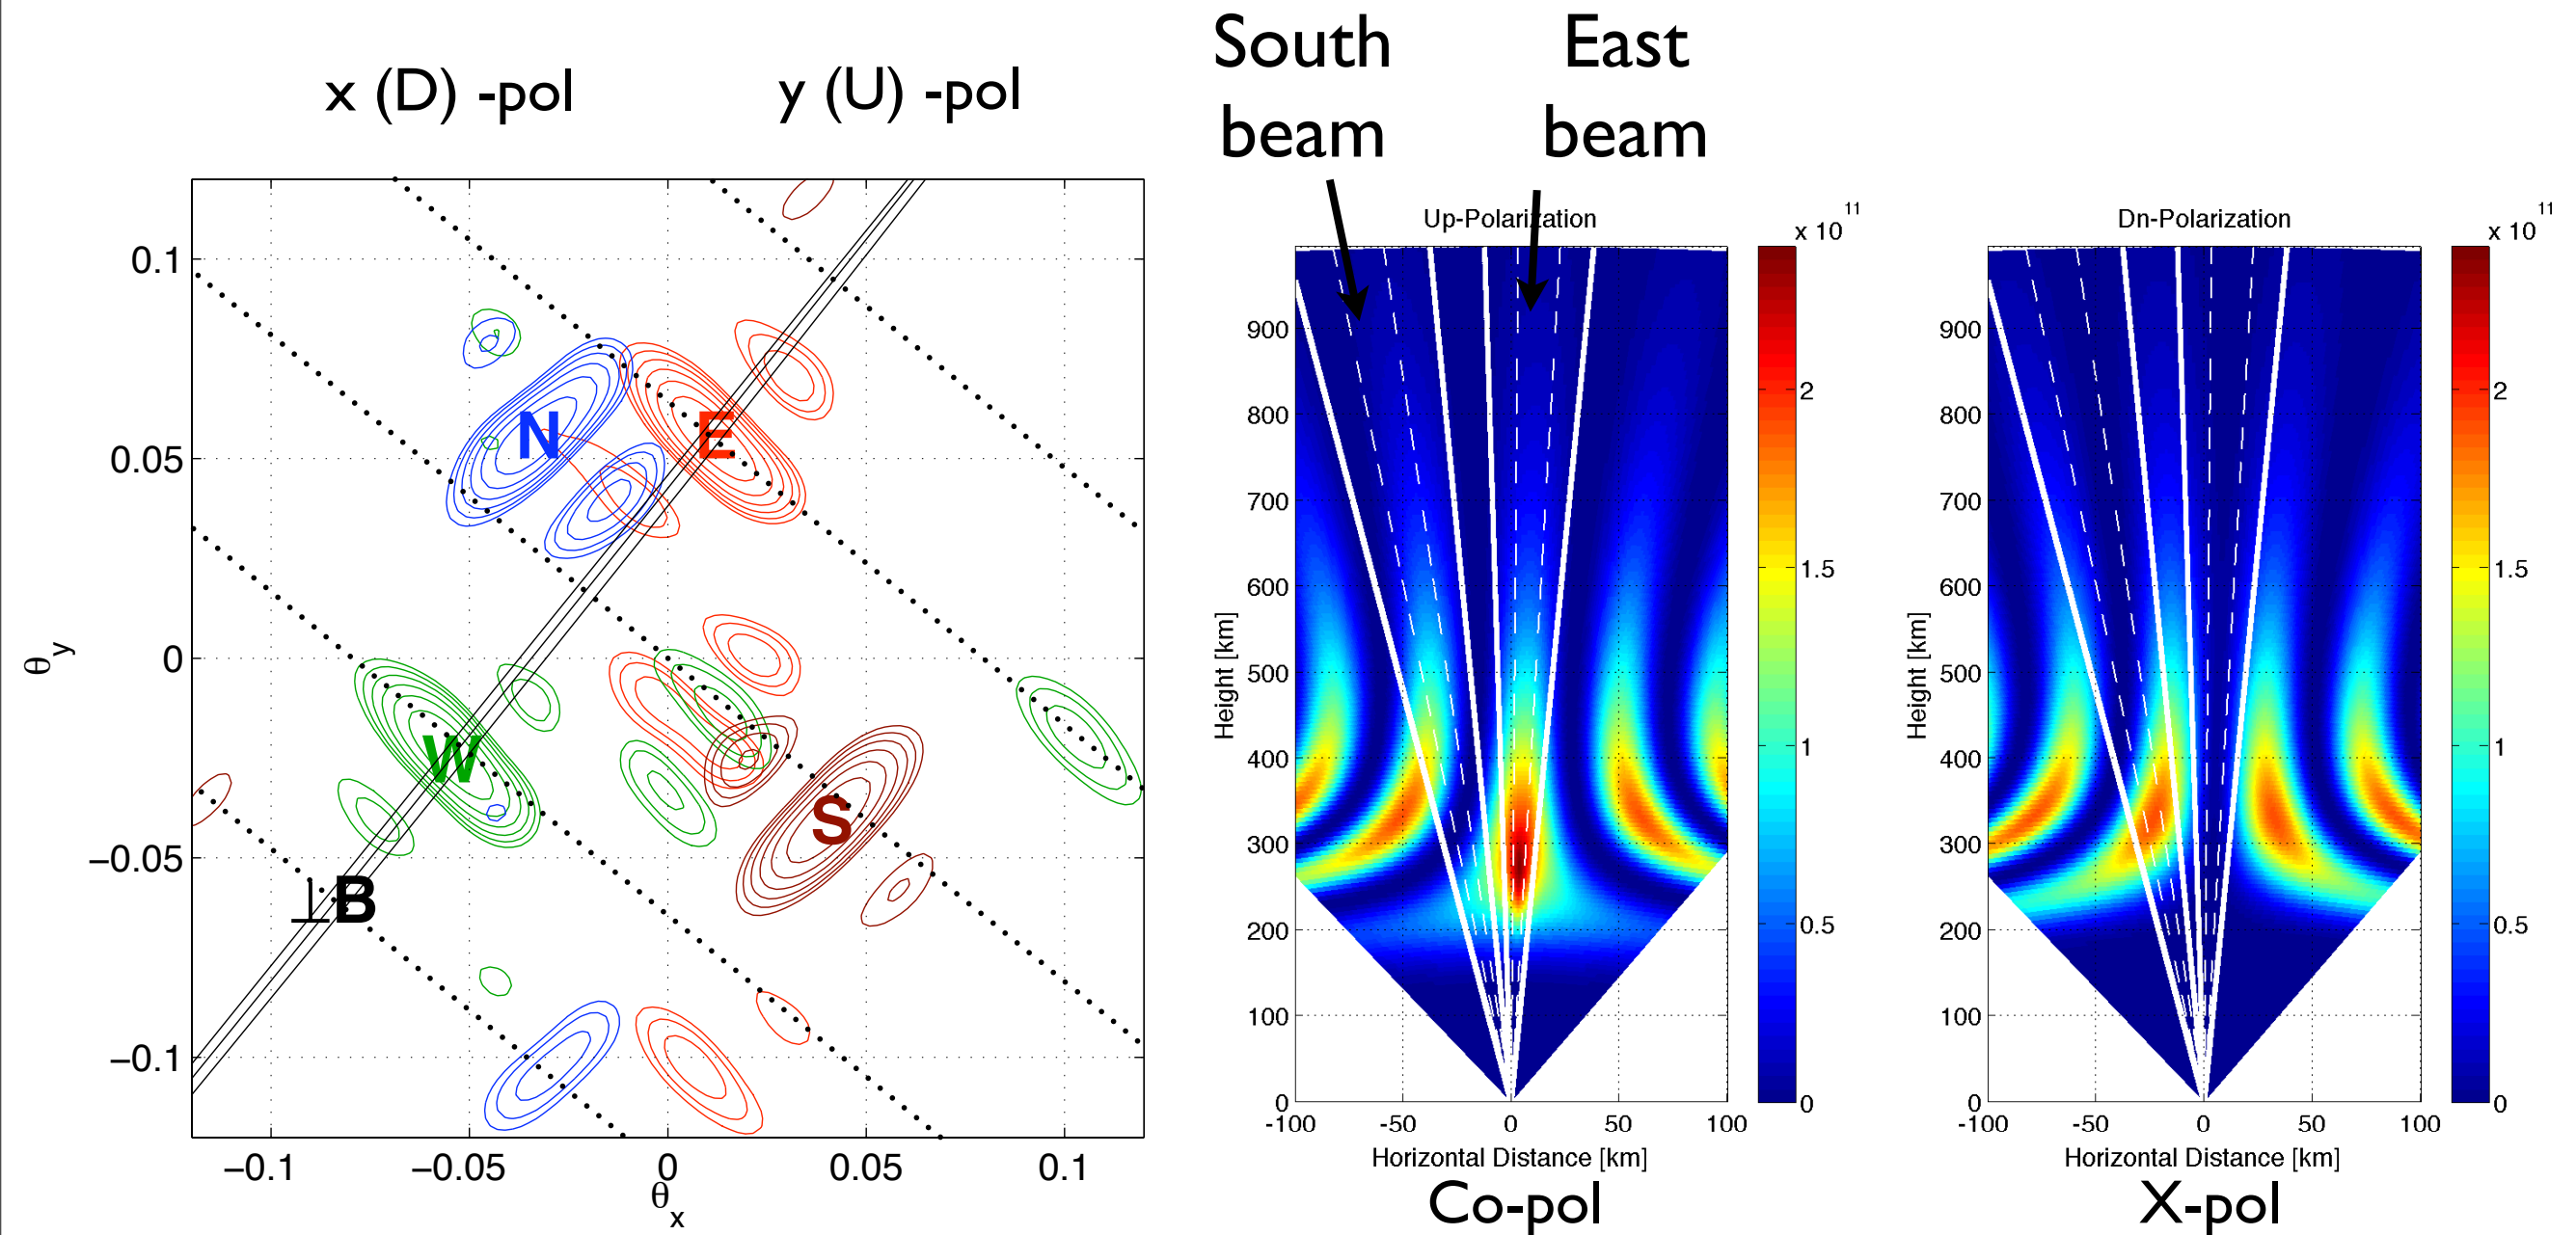 South
beam
East
beam
x (D) -pol
y (U) -pol
0.1
0.05
0
−0.05
−0.1
θy
N
E
W
S
⊥B
−0.1
−0.05
0
0.05
0.1
θx
Up-Polarization
x 10^11
Height [km]
900
800
700
600
500
400
300
200
100
0
-100
-50
0
50
100
Horizontal Distance [km]
2
1.5
1
0.5
0
Co-pol
Dn-Polarization
x 10^11
Height [km]
900
800
700
600
500
400
300
200
100
0
-100
-50
0
50
100
Horizontal Distance [km]
2
1.5
1
0.5
0
X-pol